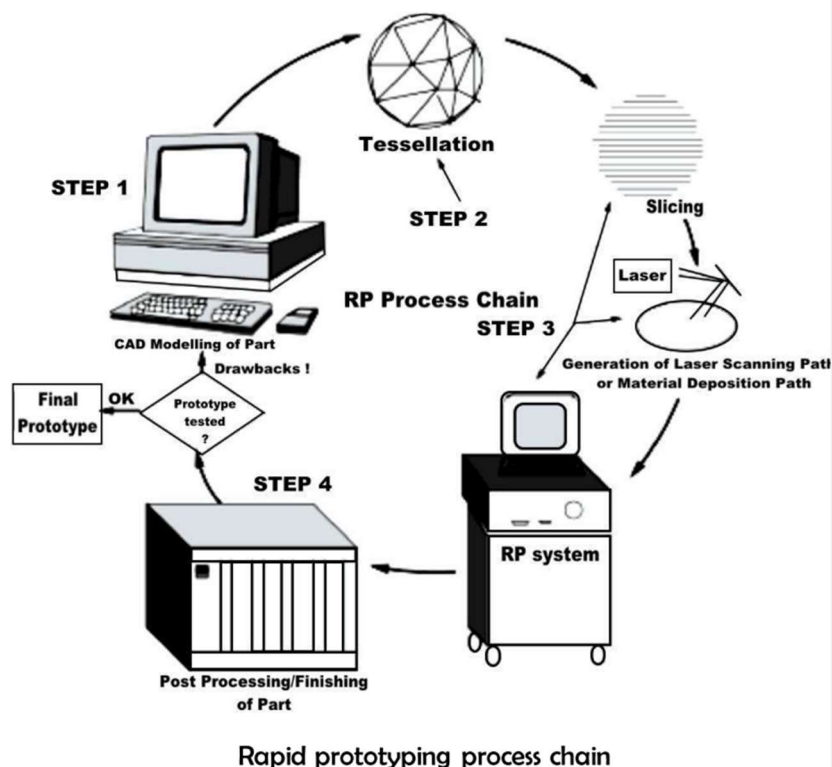 Tessellation
STEP 1
STEP 2
Slicing
Laser
RP Process Chain
STEP 3
CAD Modelling of Part
Generation of Laser Scanning Path
or Material Deposition Path
Drawbacks !
Final
Prototype
OK
Prototype
tested
?
STEP 4
RP system
Post Processing/Finishing
of Part
Rapid prototyping process chain